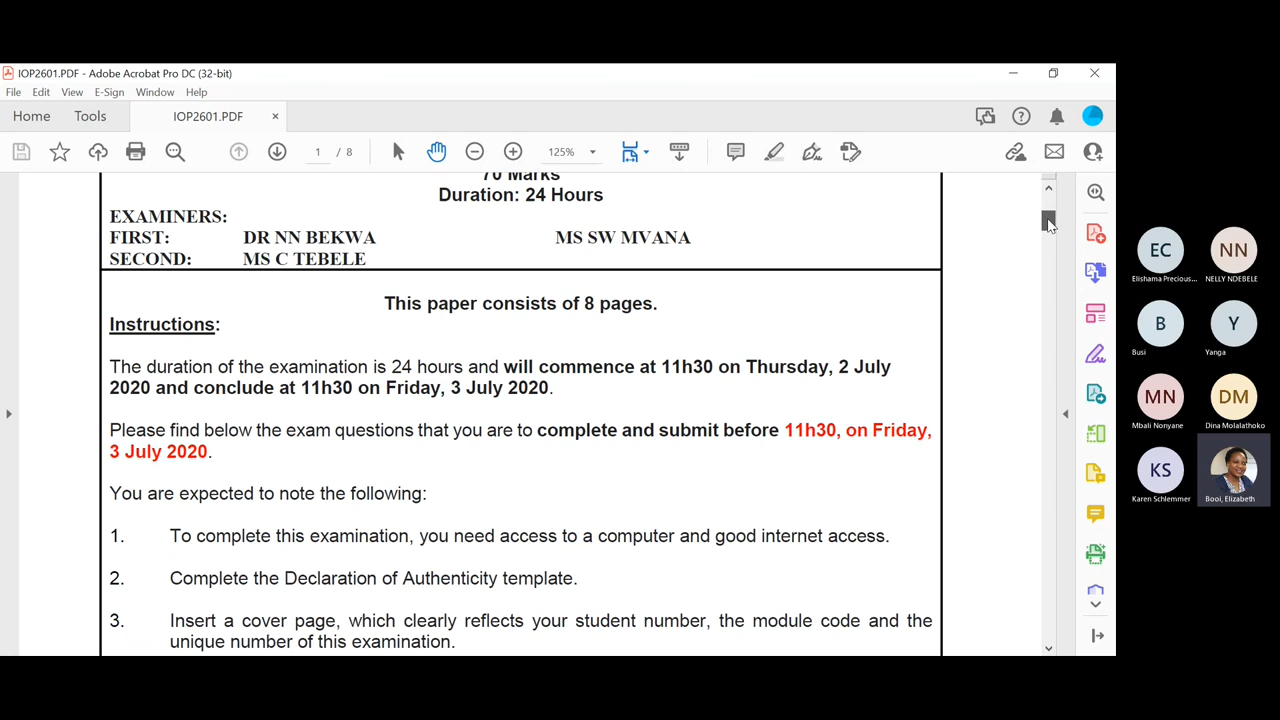 IOP2601.PDF - Adobe Acrobat Pro DC (32-bit)
File Edit View E-Sign Window Help
Home Tools IOP2601.PDF ×
1 / 8 125%
70 Marks
Duration: 24 Hours
EXAMINERS:
FIRST: DR NN BEKWA MS SW MVANA
SECOND: MS C TEBELE
This paper consists of 8 pages.
Instructions:
The duration of the examination is 24 hours and will commence at 11h30 on Thursday, 2 July
2020 and conclude at 11h30 on Friday, 3 July 2020.
Please find below the exam questions that you are to complete and submit before 11h30, on Friday,
3 July 2020.
You are expected to note the following:
1. To complete this examination, you need access to a computer and good internet access.
2. Complete the Declaration of Authenticity template.
3. Insert a cover page, which clearly reflects your student number, the module code and the
unique number of this examination.
EC NN
Elishama Precious... NELLY NDEBELE
B Y
Busi Yanga
MN DM
Mbali Nonyane Dina Molalathoko
KS
Karen Schlemmer Booi, Elizabeth